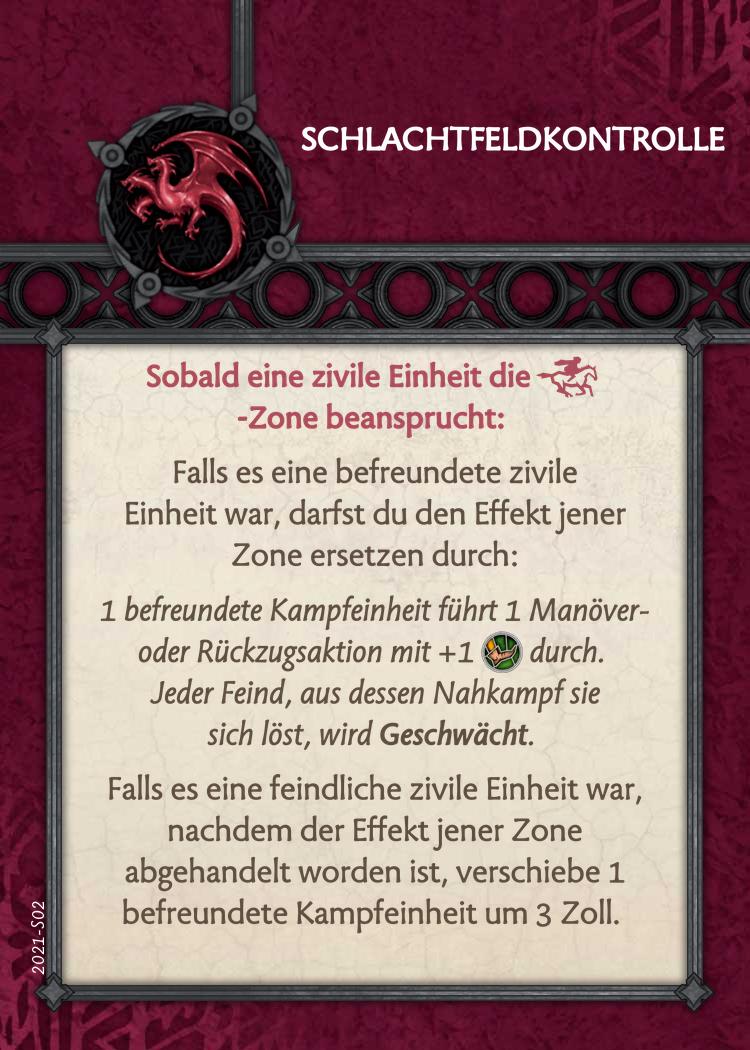 SCHLACHTFELDKONTROLLE
Sobald eine zivile Einheit die
-Zone beansprucht:
Falls es eine befreundete zivile
Einheit war, darfst du den Effekt jener
Zone ersetzen durch:
1 befreundete Kampfeinheit führt 1 Manöver-
oder Rückzugsaktion mit +1 durch.
Jeder Feind, aus dessen Nahkampf sie
sich löst, wird Geschwächt.
Falls es eine feindliche zivile Einheit war,
nachdem der Effekt jener Zone
abgehandelt worden ist, verschiebe 1
befreundete Kampfeinheit um 3 Zoll.
2021-S02